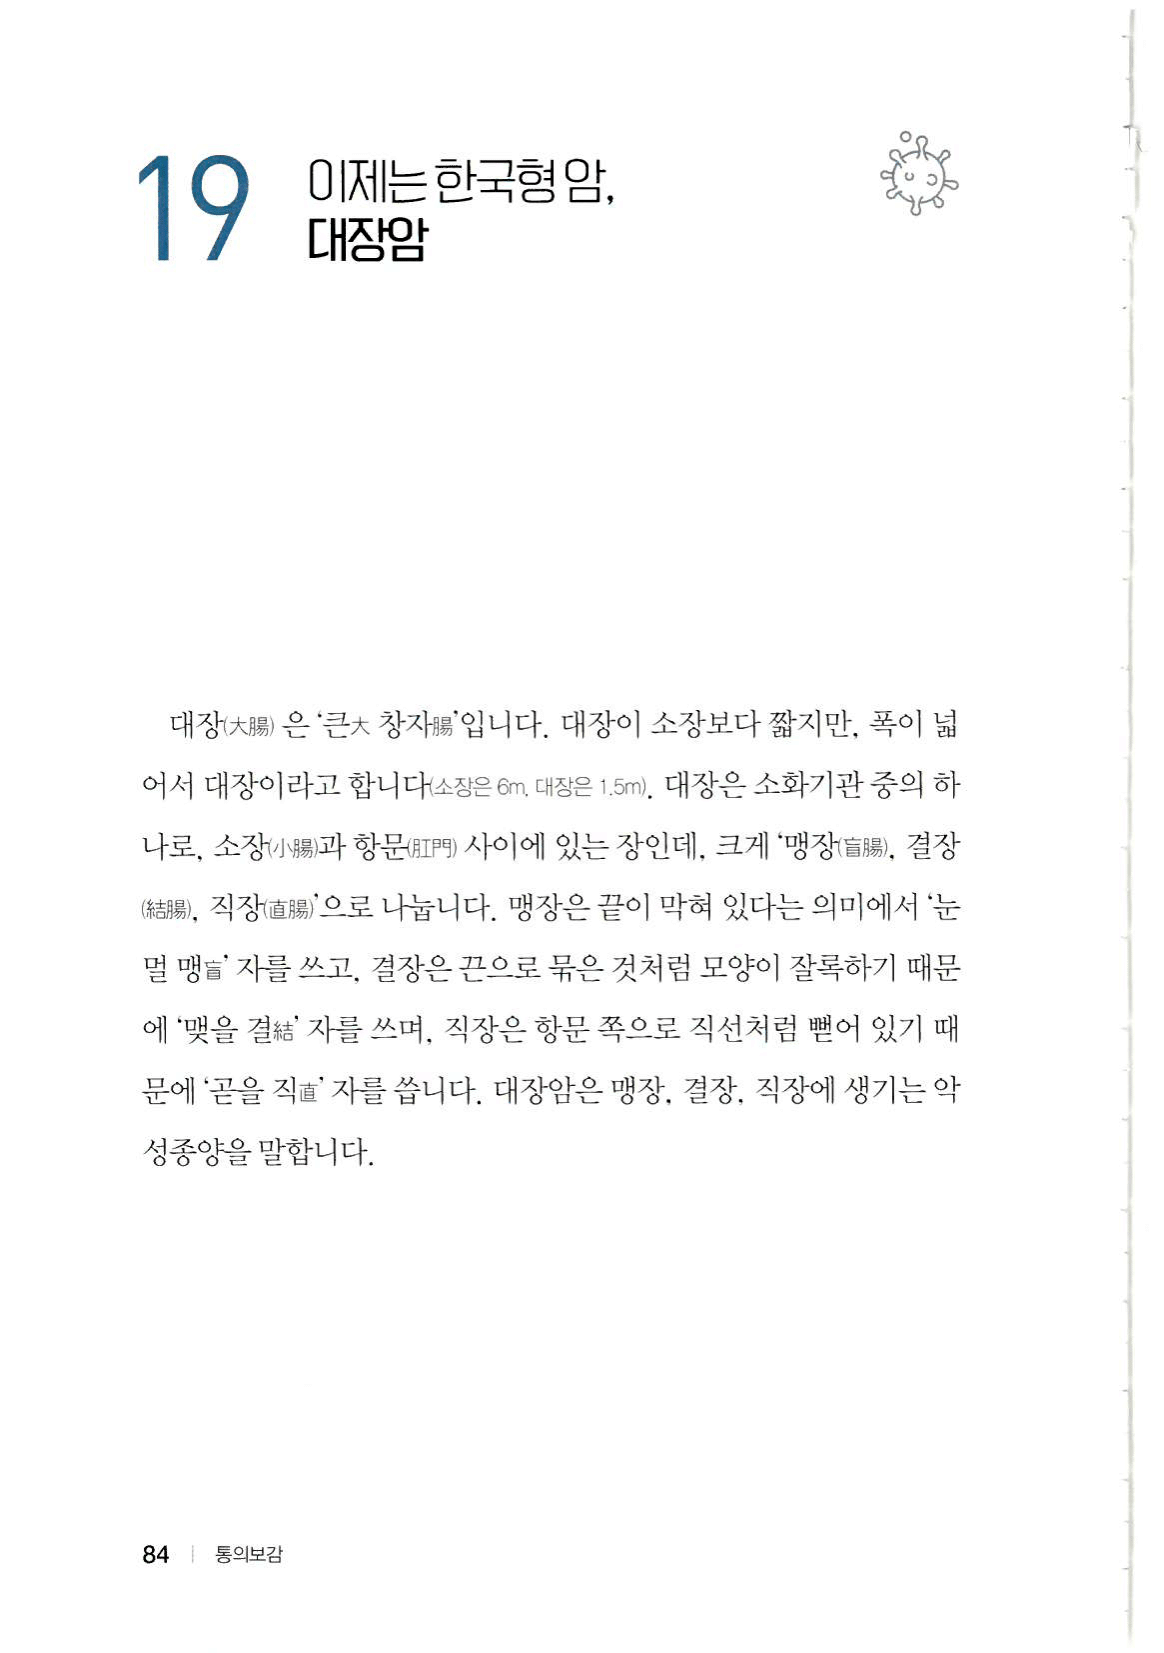 19
이제는 한국형 암,
대장암
대장(大腸) 은 ‘큰大 창자腸’입니다. 대장이 소장보다 짧지만, 폭이 넓
어서 대장이라고 합니다(소장은 6m, 대장은 1.5m). 대장은 소화기관 중의 하
나로, 소장(小腸)과 항문(肛門) 사이에 있는 장인데, 크게 ‘맹장(盲腸), 결장
(結腸), 직장(直腸)’으로 나눕니다. 맹장은 끝이 막혀 있다는 의미에서 ‘눈
멀 맹盲’ 자를 쓰고, 결장은 끈으로 묶은 것처럼 모양이 잘록하기 때문
에 ‘맺을 결結’ 자를 쓰며, 직장은 항문 쪽으로 직선처럼 뻗어 있기 때
문에 ‘곧을 직直’ 자를 씁니다. 대장암은 맹장, 결장, 직장에 생기는 악
성종양을 말합니다.
84 | 통의보감